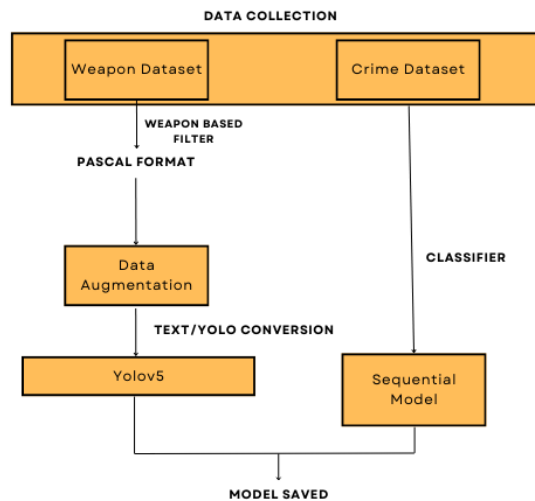 DATA COLLECTION
Weapon Dataset
Crime Dataset
WEAPON BASED
FILTER
PASCAL FORMAT
Data
Augmentation
CLASSIFIER
TEXT/YOLO CONVERSION
Yolov5
Sequential
Model
MODEL SAVED